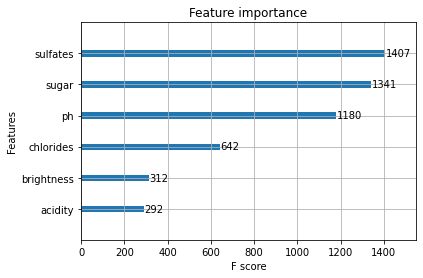 Feature importance
Features
sulfates 1407
sugar 1341
ph 1180
chlorides 642
brightness 312
acidity 292
0 200 400 600 800 1000 1200 1400
F score